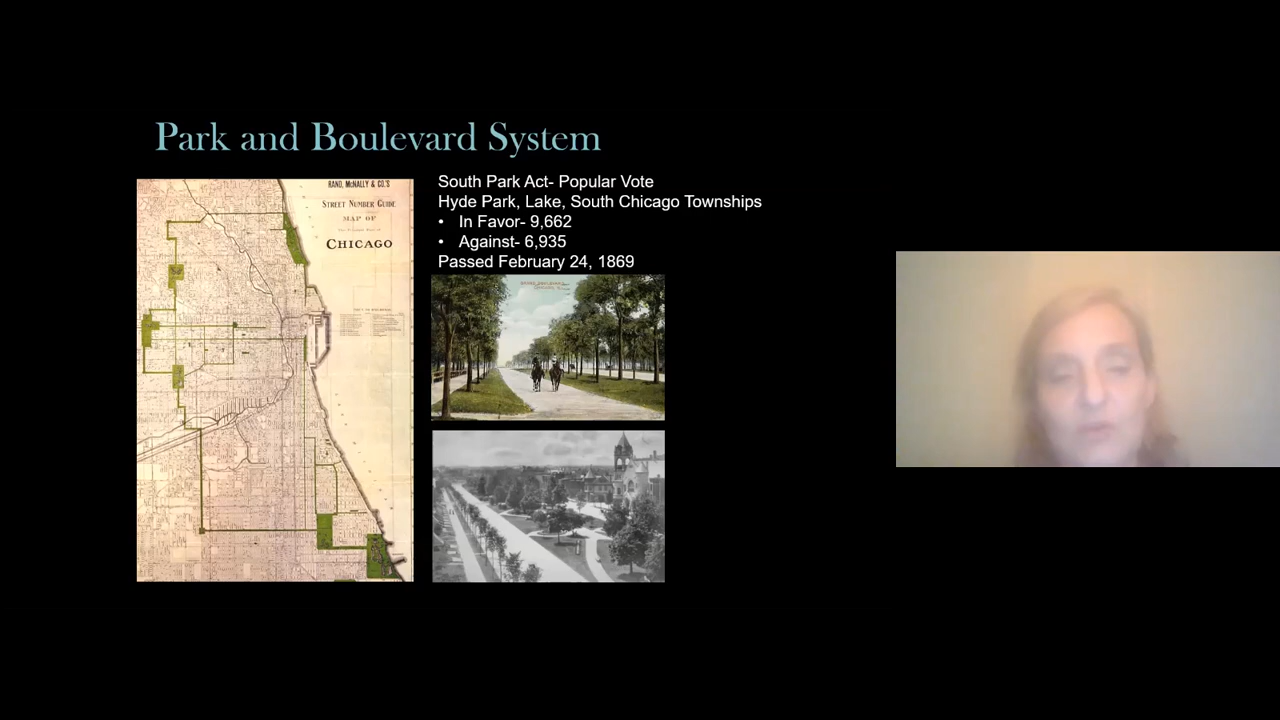 Park and Boulevard System
RAND, McNALLY & CO.'S
STREET NUMBER GUIDE
MAP OF
CHICAGO
South Park Act- Popular Vote
Hyde Park, Lake, South Chicago Townships
• In Favor- 9,662
• Against- 6,935
Passed February 24, 1869